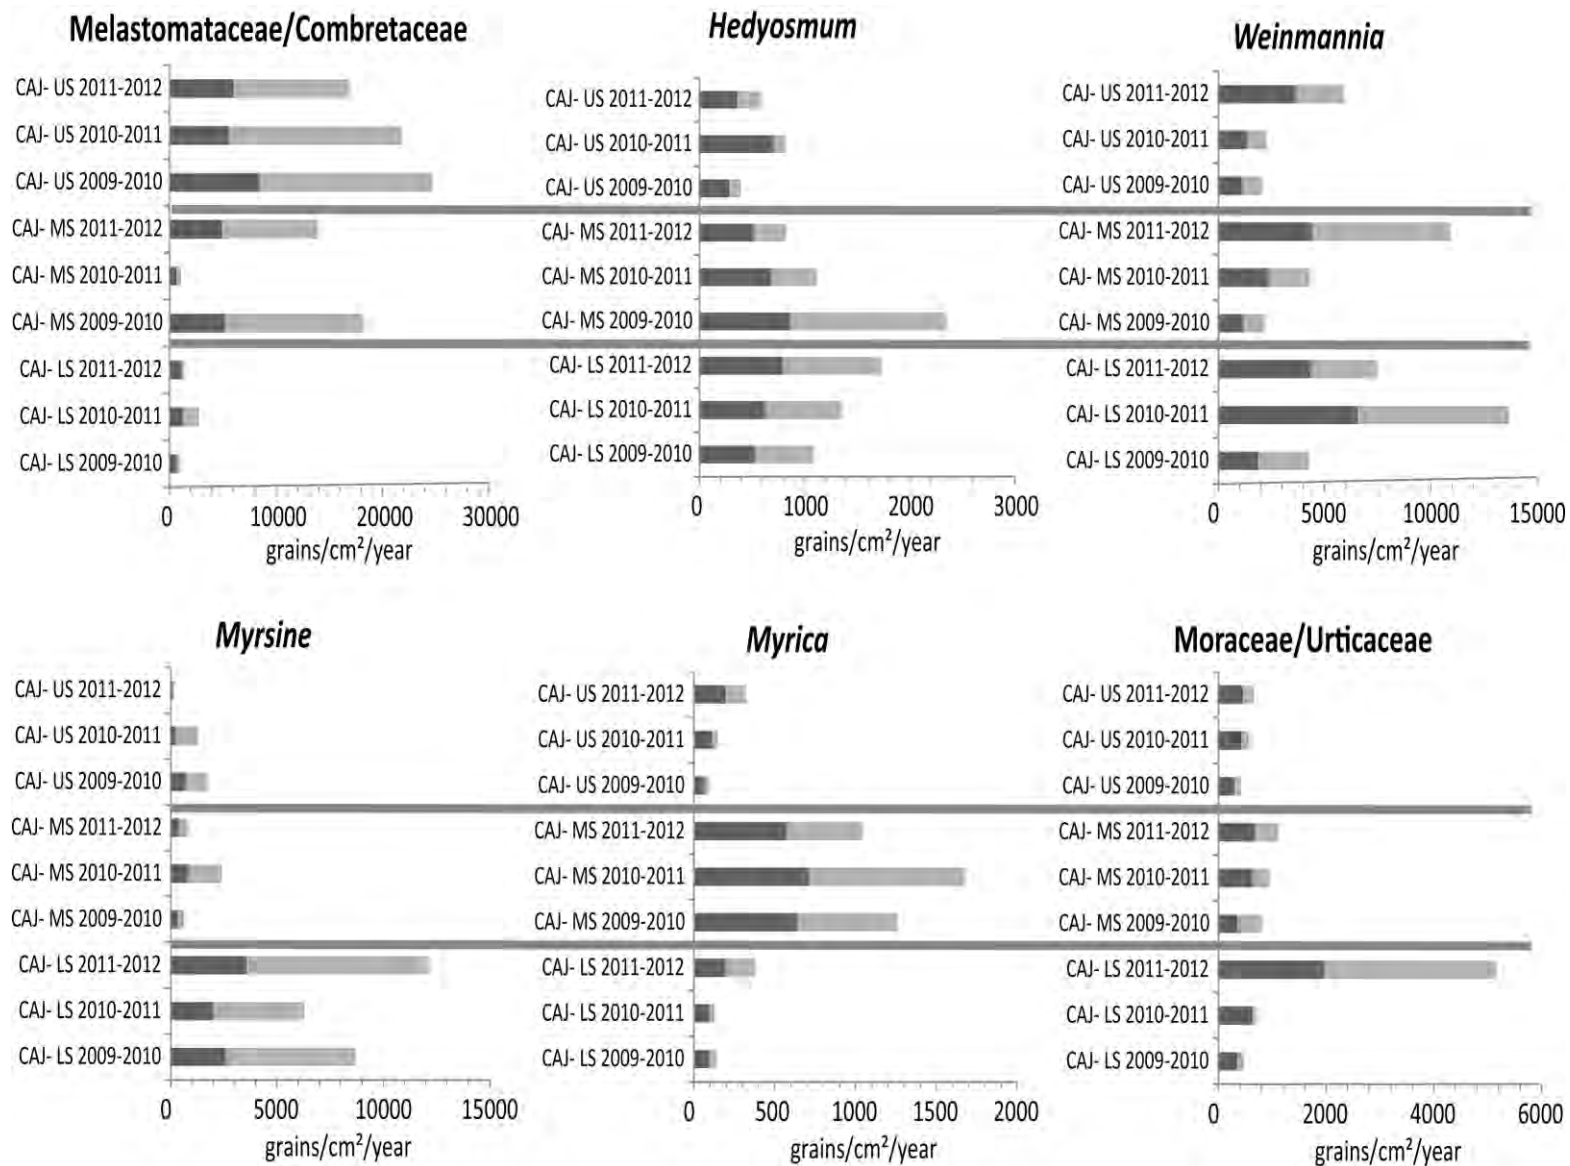 Melastomataceae/Combretaceae
CAJ- US 2011-2012
CAJ- US 2010-2011
CAJ- US 2009-2010
CAJ- MS 2011-2012
CAJ- MS 2010-2011
CAJ- MS 2009-2010
CAJ- LS 2011-2012
CAJ- LS 2010-2011
CAJ- LS 2009-2010
0 10000 20000 30000
grains/cm²/year
Hedyosmum
CAJ- US 2011-2012
CAJ- US 2010-2011
CAJ- US 2009-2010
CAJ- MS 2011-2012
CAJ- MS 2010-2011
CAJ- MS 2009-2010
CAJ- LS 2011-2012
CAJ- LS 2010-2011
CAJ- LS 2009-2010
0 1000 2000 3000
grains/cm²/year
Weinmannia
CAJ- US 2011-2012
CAJ- US 2010-2011
CAJ- US 2009-2010
CAJ- MS 2011-2012
CAJ- MS 2010-2011
CAJ- MS 2009-2010
CAJ- LS 2011-2012
CAJ- LS 2010-2011
CAJ- LS 2009-2010
0 5000 10000 15000
grains/cm²/year
Myrsine
CAJ- US 2011-2012
CAJ- US 2010-2011
CAJ- US 2009-2010
CAJ- MS 2011-2012
CAJ- MS 2010-2011
CAJ- MS 2009-2010
CAJ- LS 2011-2012
CAJ- LS 2010-2011
CAJ- LS 2009-2010
0 5000 10000 15000
grains/cm²/year
Myrica
CAJ- US 2011-2012
CAJ- US 2010-2011
CAJ- US 2009-2010
CAJ- MS 2011-2012
CAJ- MS 2010-2011
CAJ- MS 2009-2010
CAJ- LS 2011-2012
CAJ- LS 2010-2011
CAJ- LS 2009-2010
0 500 1000 1500 2000
grains/cm²/year
Moraceae/Urticaceae
CAJ- US 2011-2012
CAJ- US 2010-2011
CAJ- US 2009-2010
CAJ- MS 2011-2012
CAJ- MS 2010-2011
CAJ- MS 2009-2010
CAJ- LS 2011-2012
CAJ- LS 2010-2011
CAJ- LS 2009-2010
0 2000 4000 6000
grains/cm²/year